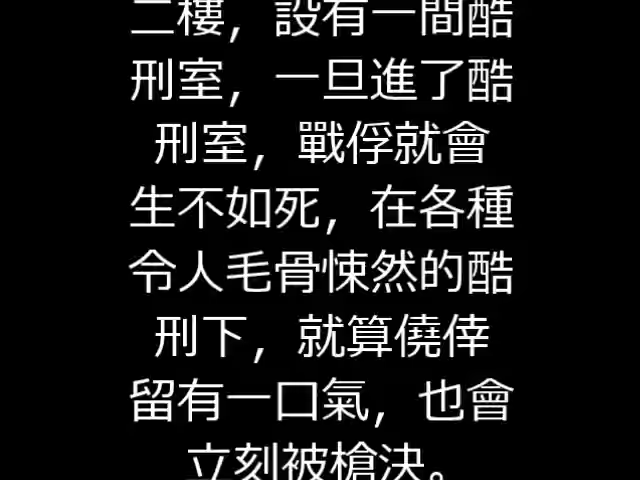 二樓，設有一間酷
刑室，一旦進了酷
刑室，戰俘就會
生不如死，在各種
令人毛骨悚然的酷
刑下，就算僥倖
留有一口氣，也會
立刻被槍決。